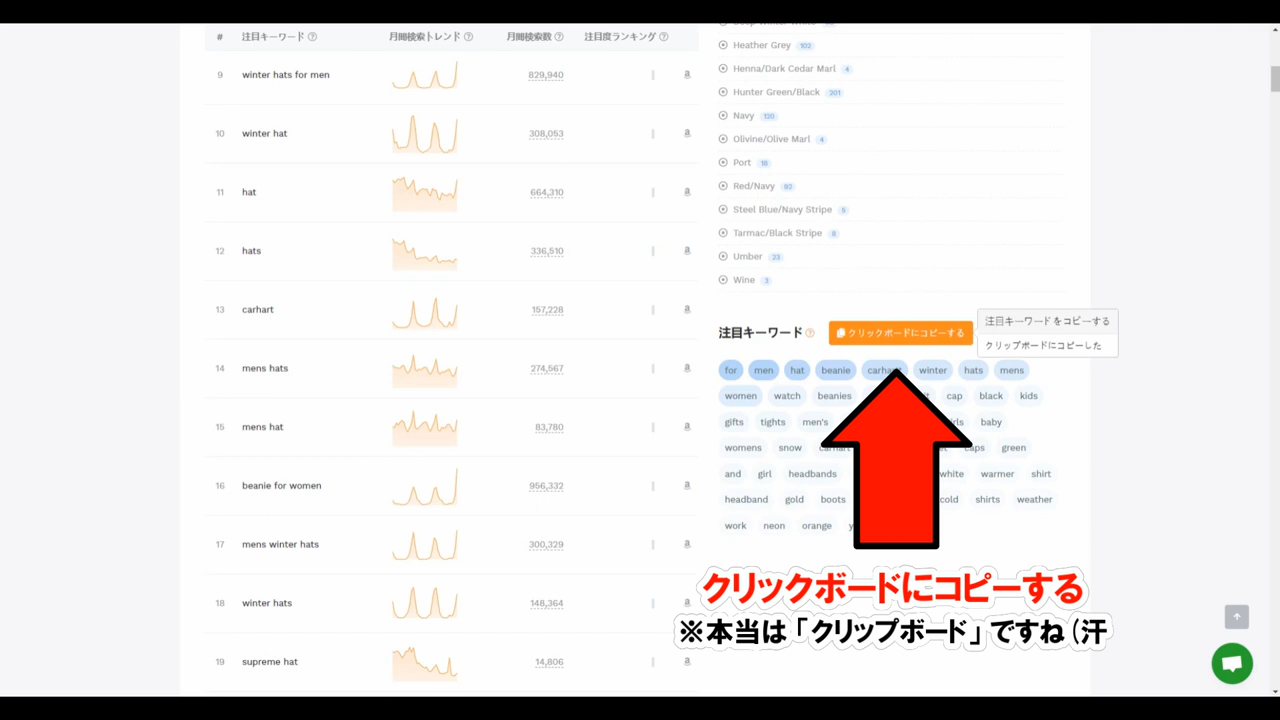 # 注目キーワード 月間検索トレンド 月間検索数 注目度ランキング
9 winter hats for men 829,940
10 winter hat 308,053
11 hat 664,310
12 hats 336,510
13 carhart 157,228
14 mens hats 274,567
15 mens hat 83,780
16 beanie for women 956,332
17 mens winter hats 300,329
18 winter hats 148,364
19 supreme hat 14,806
Heather Grey 102
Henna/Dark Cedar Marl 4
Hunter Green/Black 201
Navy 120
Olivine/Olive Marl 4
Port 18
Red/Navy 92
Steel Blue/Navy Stripe 5
Tarmac/Black Stripe 8
Umber 23
Wine 3
注目キーワード クリックボードにコピーする
注目キーワードをコピーする
クリップボードにコピーした
for men hat beanie carhart winter hats mens
women watch beanies cap black kids
gifts tights men's baby
womens snow carhart caps green
and girl headbands white warmer shirt
headband gold boots cold shirts weather
work neon orange
クリックボードにコピーする
※本当は「クリップボード」ですね(汗